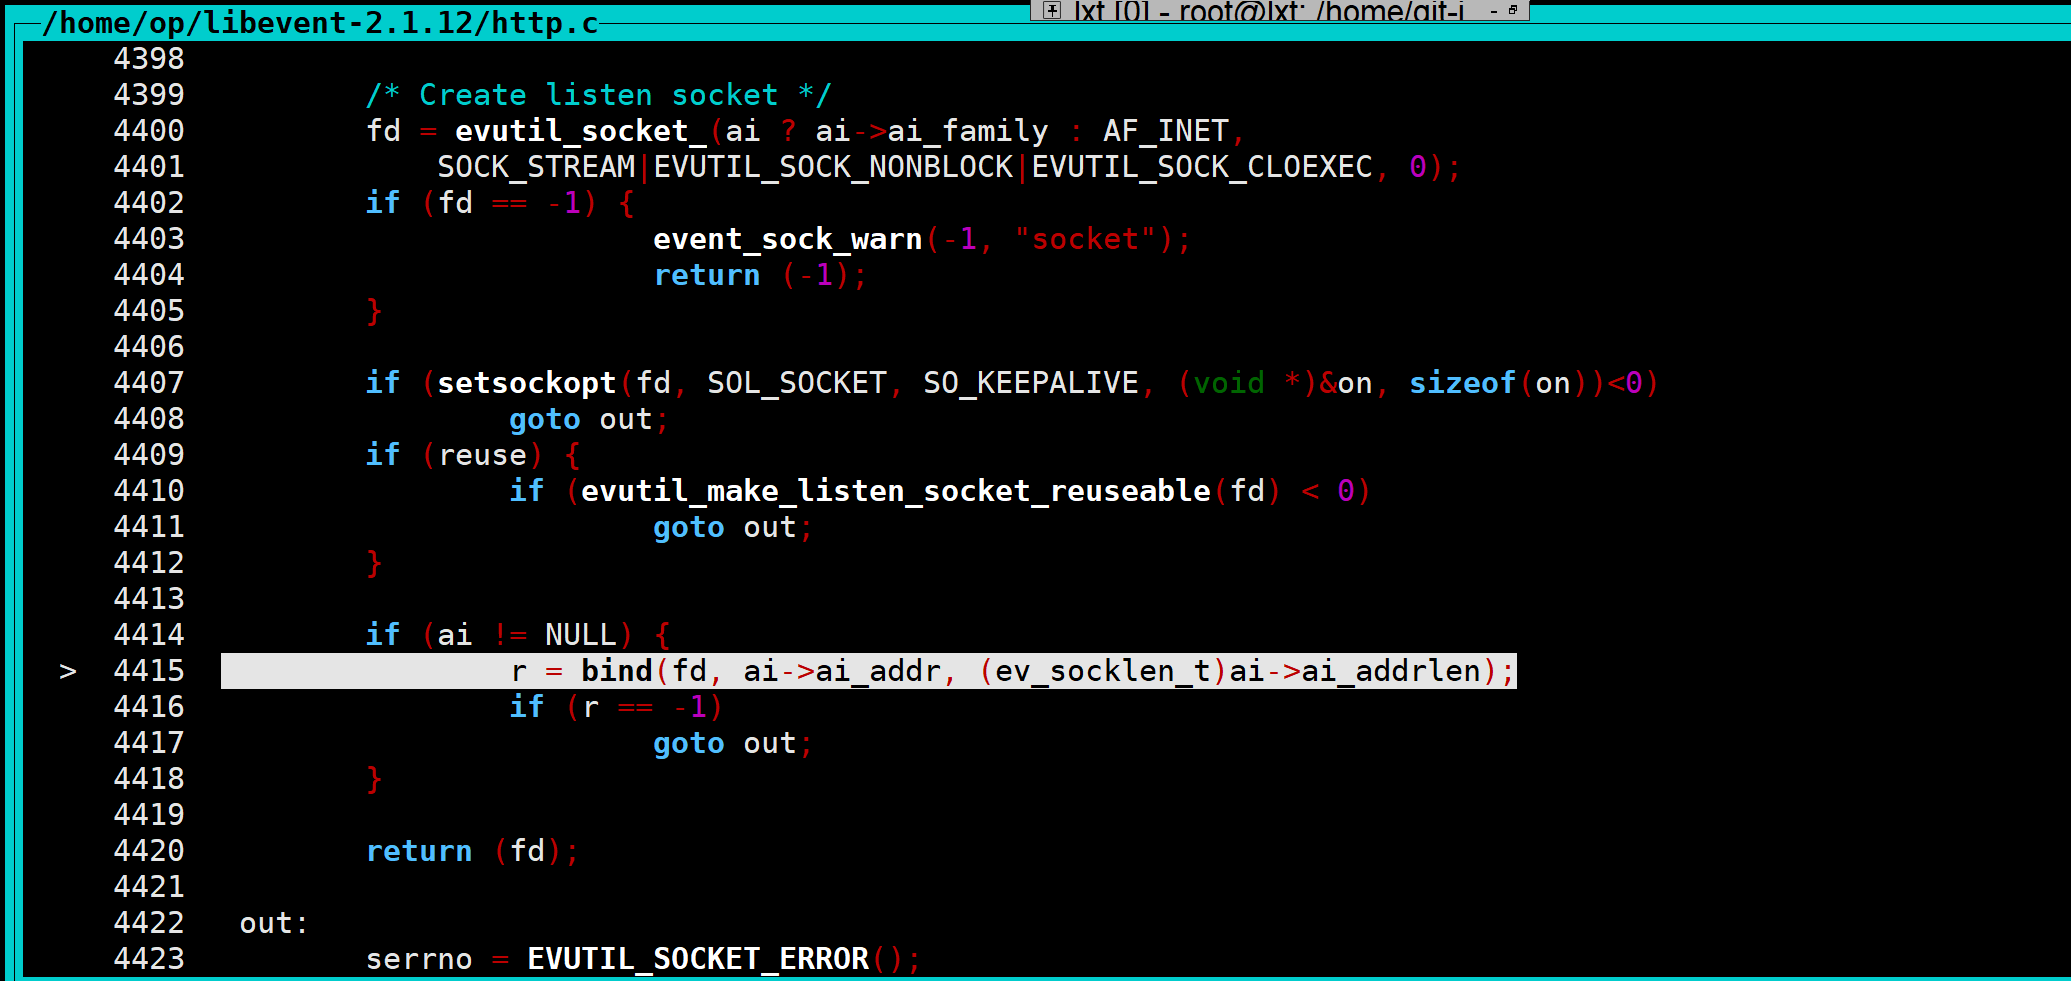 /home/op/libevent-2.1.12/http.c
lxt [0] - root@lxt: /home/git-i
4398
4399 /* Create listen socket */
4400 fd = evutil_socket_(ai ? ai->ai_family : AF_INET,
4401 SOCK_STREAM|EVUTIL_SOCK_NONBLOCK|EVUTIL_SOCK_CLOEXEC, 0);
4402 if (fd == -1) {
4403 event_sock_warn(-1, "socket");
4404 return (-1);
4405 }
4406
4407 if (setsockopt(fd, SOL_SOCKET, SO_KEEPALIVE, (void *)&on, sizeof(on))<0)
4408 goto out;
4409 if (reuse) {
4410 if (evutil_make_listen_socket_reuseable(fd) < 0)
4411 goto out;
4412 }
4413
4414 if (ai != NULL) {
> 4415 r = bind(fd, ai->ai_addr, (ev_socklen_t)ai->ai_addrlen);
4416 if (r == -1)
4417 goto out;
4418 }
4419
4420 return (fd);
4421
4422 out:
4423 serrno = EVUTIL_SOCKET_ERROR();